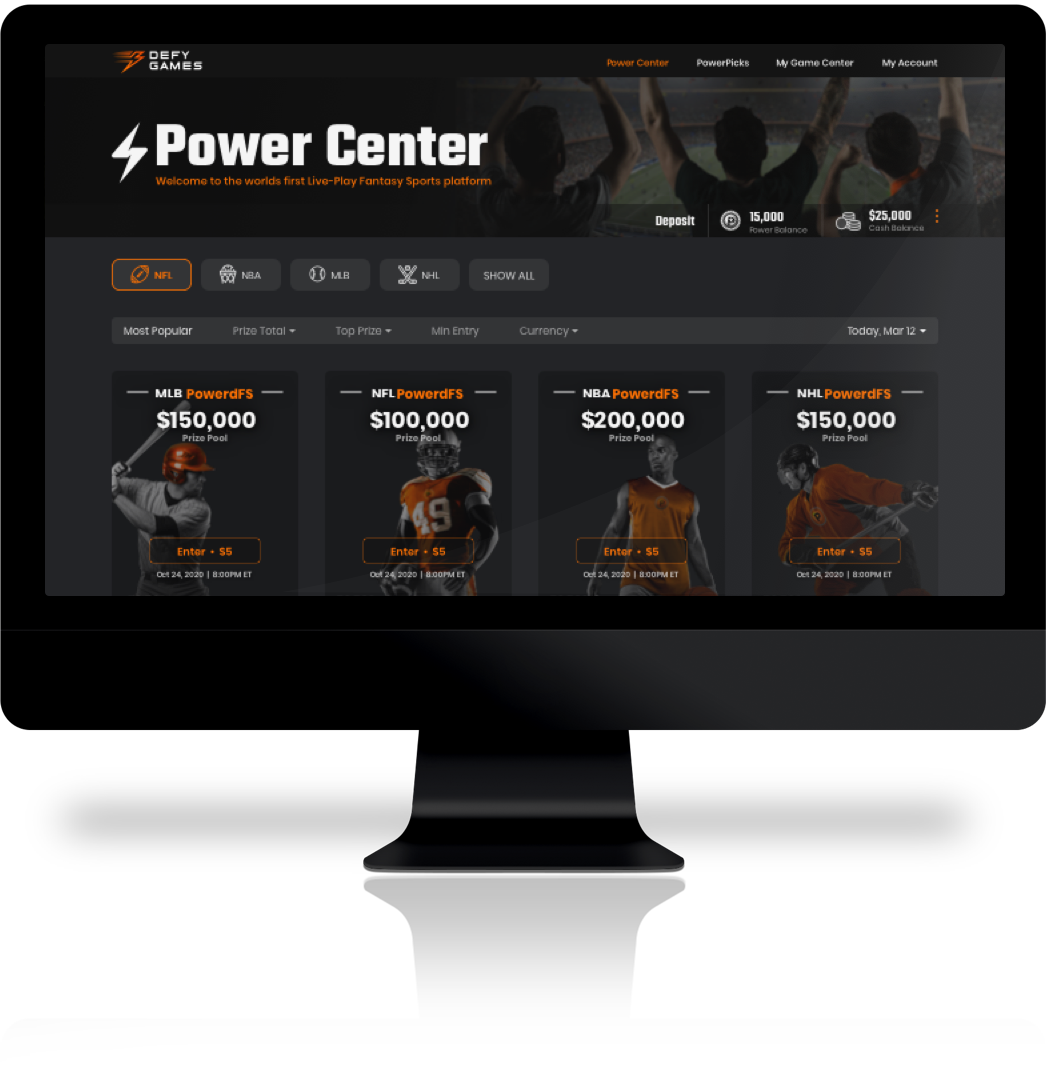 DEFY
GAMES
Power Center PowerPicks My Game Center My Account
Power Center
Welcome to the worlds first Live-Play Fantasy Sports platform
Deposit 15,000 $25,000
Power Balance Cash Balance
NFL NBA MLB NHL SHOW ALL
Most Popular Prize Total Top Prize Min Entry Currency Today, Mar 12
MLB PowerdFS NFL PowerdFS NBA PowerdFS NHL PowerdFS
$150,000 $100,000 $200,000 $150,000
Prize Pool Prize Pool Prize Pool Prize Pool
49
Enter • $5 Enter • $5 Enter • $5 Enter • $5
Oct 24, 2020 | 8:00PM ET Oct 24, 2020 | 8:00PM ET Oct 24, 2020 | 8:00PM ET Oct 24, 2020 | 8:00PM ET